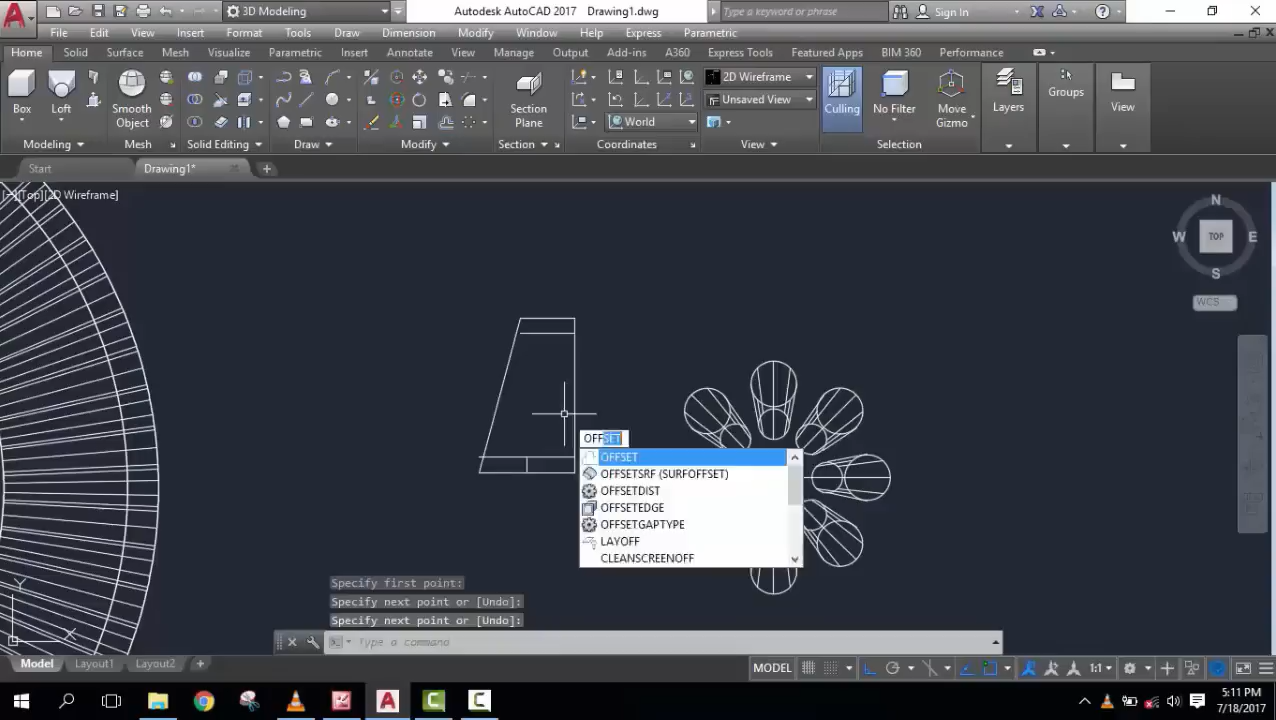 3D Modeling
Autodesk AutoCAD 2017 Drawing1.dwg
Type a keyword or phrase
Sign In
File Edit View Insert Format Tools Draw Dimension Modify Window Help Express Parametric
Home Solid Surface Mesh Visualize Parametric Insert Annotate View Manage Output Add-ins A360 Express Tools Featured Apps BIM 360 Performance
Box
Loft
Smooth Object
Section Plane
World
2D Wireframe
Unsaved View
Culling
No Filter
Move Gizmo
Layers
Groups
View
Modeling
Mesh
Solid Editing
Draw
Modify
Section
Coordinates
View
Selection
Start
Drawing1*
[−][Top][2D Wireframe]
N
W
TOP
E
S
WCS
OFFSET
OFFSET
OFFSETSRF (SURFOFFSET)
OFFSETDIST
OFFSETEDGE
OFFSETGAPTYPE
LAYOFF
CLEANSCREENOFF
Y
X
Specify first point:
Specify next point or [Undo]:
Specify next point or [Undo]:
Type a command
Model Layout1 Layout2
MODEL
1:1
5:11 PM
7/18/2017